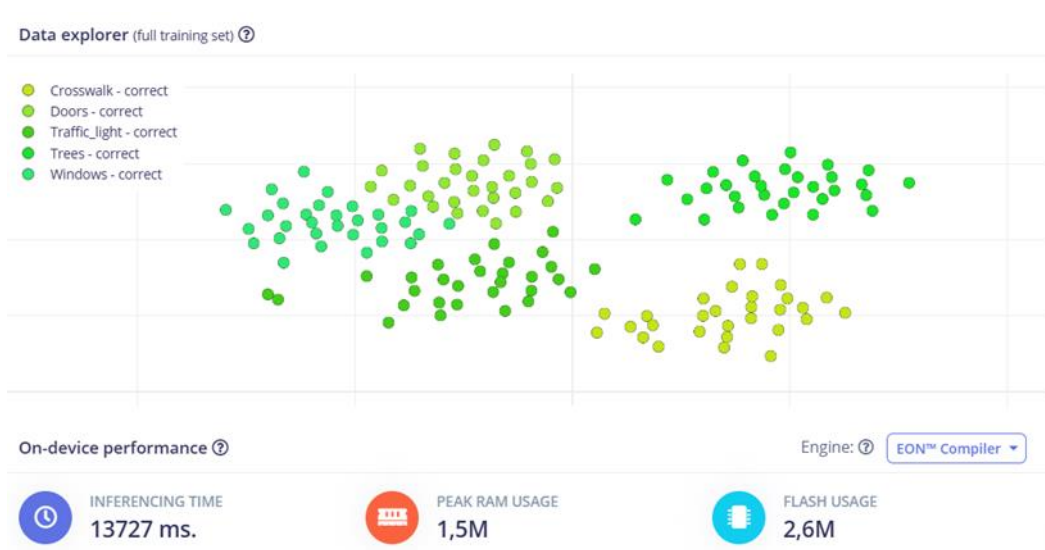 Data explorer (full training set) ?
Crosswalk - correct
Doors - correct
Traffic_light - correct
Trees - correct
Windows - correct
On-device performance ?
Engine: ? EON™ Compiler
INFERENCING TIME
13727 ms.
PEAK RAM USAGE
1,5M
FLASH USAGE
2,6M